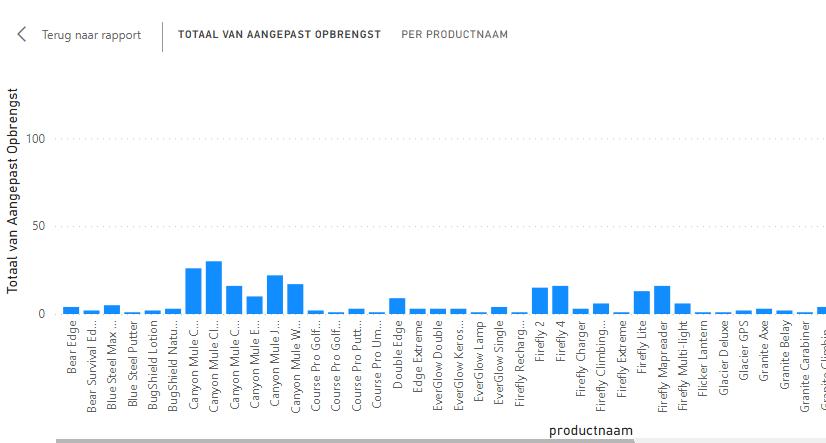 Terug naar rapport
TOTAAL VAN AANGEPAST OPBRENGST
PER PRODUCTNAAM
Totaal van Aangepast Opbrengst
100
50
0
Bear Edge
Bear Survival Ed...
Blue Steel Max ...
Blue Steel Putter
BugShield Lotion
BugShield Natu...
Canyon Mule C...
Canyon Mule Cl...
Canyon Mule C...
Canyon Mule E...
Canyon Mule J...
Canyon Mule W...
Course Pro Golf...
Course Pro Golf...
Course Pro Putt...
Course Pro Um...
Double Edge
Edge Extreme
EverGlow Double
EverGlow Keros...
EverGlow Lamp
EverGlow Single
Firefly Recharg...
Firefly 2
Firefly 4
Firefly Charger
Firefly Climbing...
Firefly Extreme
Firefly Lite
Firefly Mapreader
Firefly Multi-light
Flicker Lantern
Glacier Deluxe
Glacier GPS
Granite Axe
Granite Belay
Granite Carabiner
productnaam